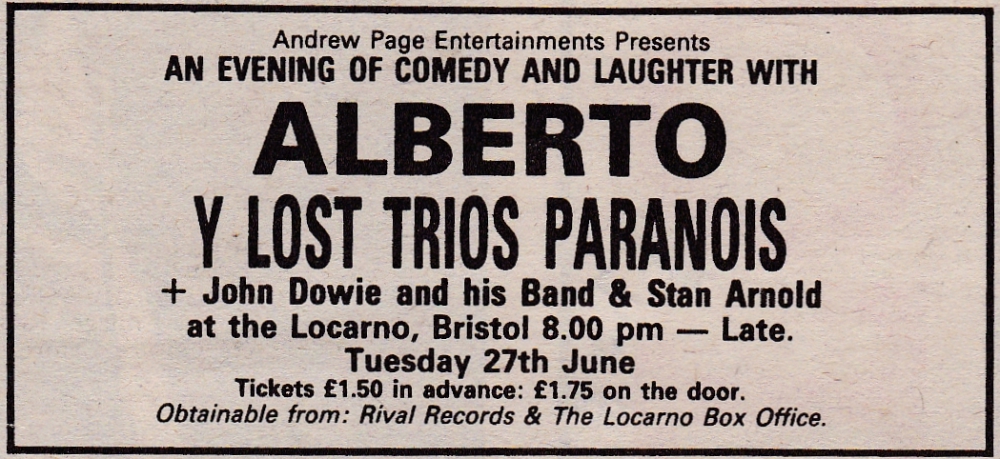 Andrew Page Entertainments Presents
AN EVENING OF COMEDY AND LAUGHTER WITH
ALBERTO
Y LOST TRIOS PARANOIS
+ John Dowie and his Band & Stan Arnold
at the Locarno, Bristol 8.00 pm — Late.
Tuesday 27th June
Tickets £1.50 in advance: £1.75 on the door.
Obtainable from: Rival Records & The Locarno Box Office.